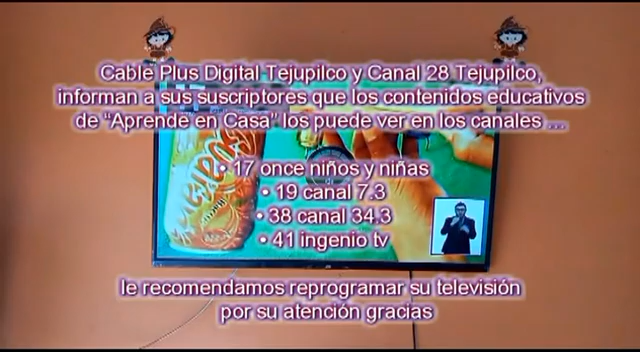 Cable Plus Digital Tejupilco y Canal 28 Tejupilco,
informan a sus suscriptores que los contenidos educativos
de “Aprende en Casa” los puede ver en los canales ...
• 17 once niños y niñas
• 19 canal 7.3
• 38 canal 34.3
• 41 ingenio tv
le recomendamos reprogramar su televisión
por su atención gracias